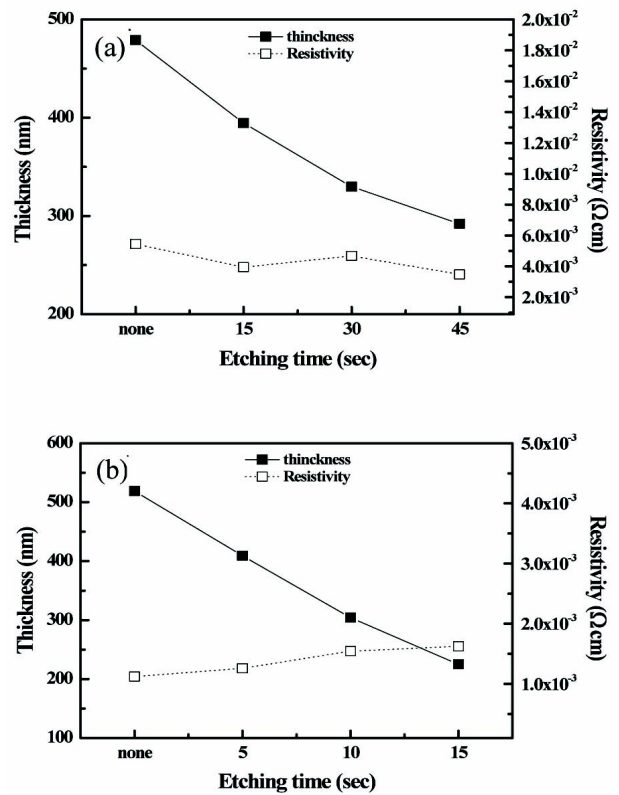 (a)
thinckness
Resistivity
500
400
300
200
Thickness (nm)
2.0x10⁻²
1.8x10⁻²
1.6x10⁻²
1.4x10⁻²
1.2x10⁻²
1.0x10⁻²
8.0x10⁻³
6.0x10⁻³
4.0x10⁻³
2.0x10⁻³
Resistivity (Ωcm)
none 15 30 45
Etching time (sec)
(b)
thinckness
Resistivity
600
500
400
300
200
100
Thickness (nm)
5.0x10⁻³
4.0x10⁻³
3.0x10⁻³
2.0x10⁻³
1.0x10⁻³
Resistivity (Ωcm)
none 5 10 15
Etching time (sec)